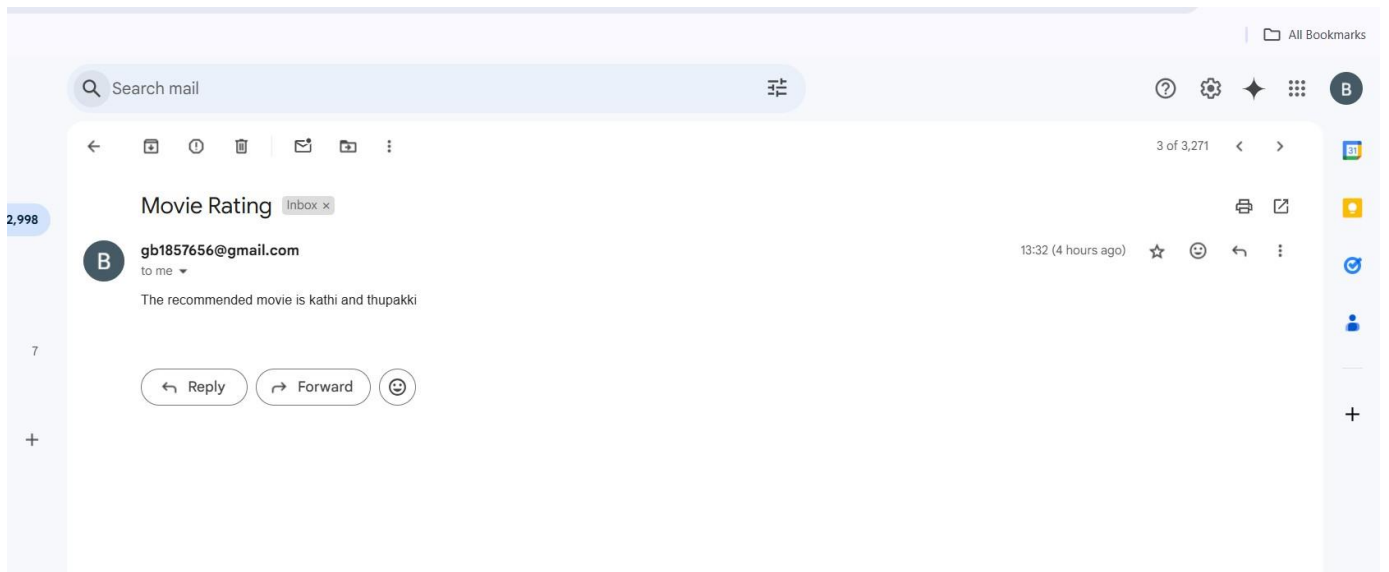 All Bookmarks
Search mail
B
3 of 3,271
31
Movie Rating Inbox ×
2,998
B
gb1857656@gmail.com
13:32 (4 hours ago)
to me
The recommended movie is kathi and thupakki
7
Reply Forward